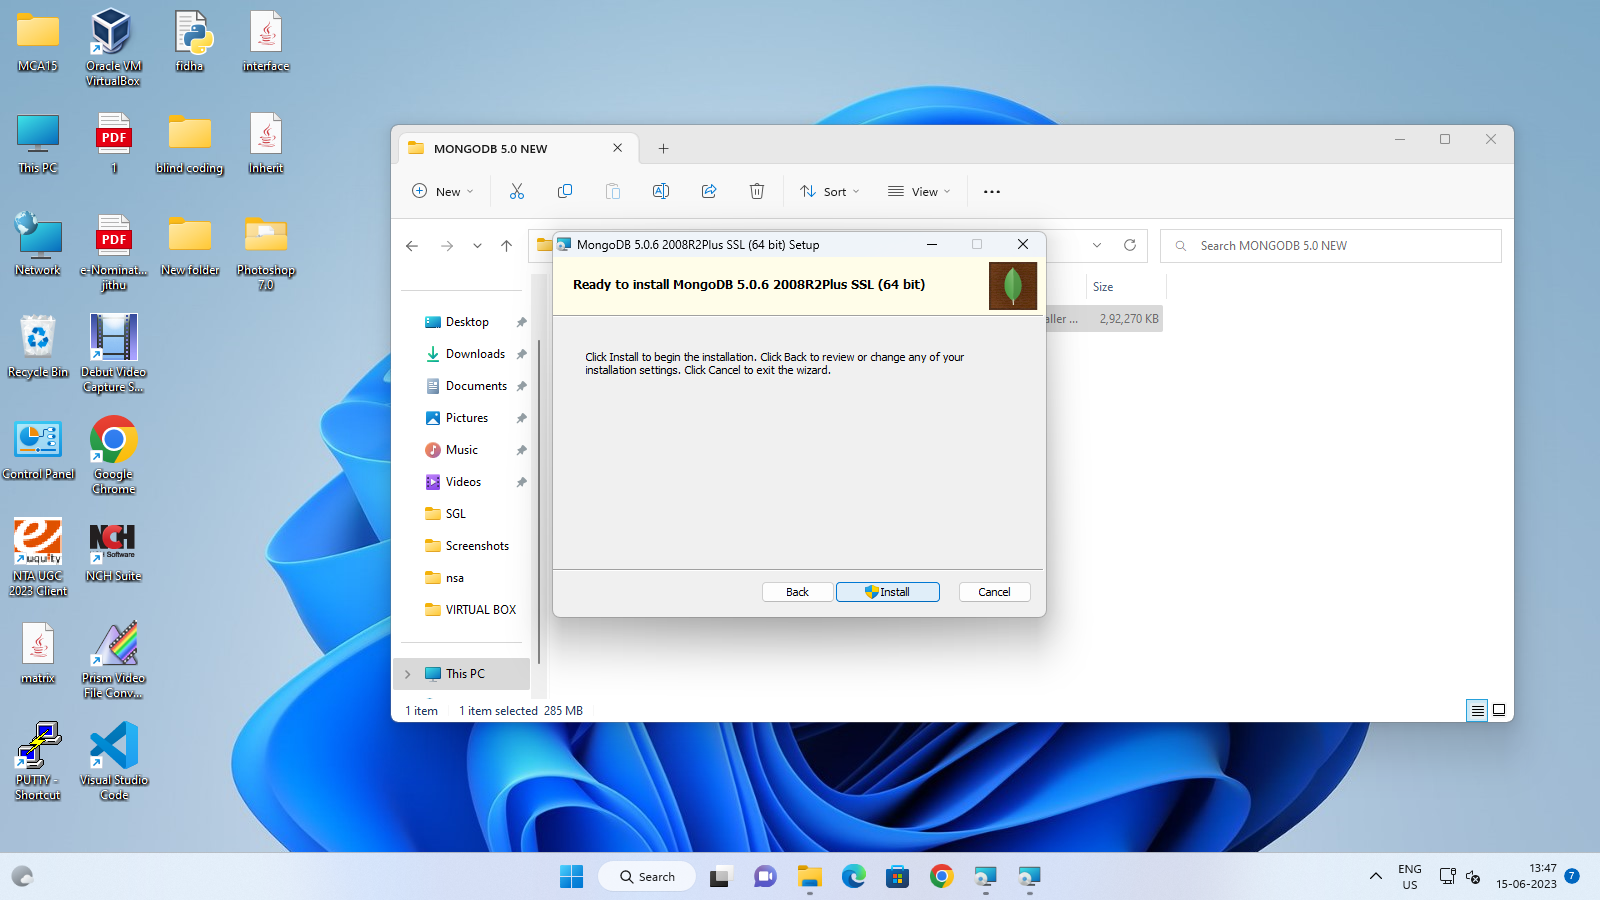 MCA15
Oracle VM
VirtualBox
fidha
interface
This PC
PDF
1
blind coding
Inherit
Network
PDF
e-Nominat...
jithu
New folder
Photoshop
7.0
Recycle Bin
Debut Video
Capture S...
Control Panel
Google
Chrome
NTA UGC
2023 Client
NCH
Software
NCH Suite
matrix
Prism Video
File Conv...
PUTTY -
Shortcut
Visual Studio
Code
MONGODB 5.0 NEW
New
Sort
View
Search MONGODB 5.0 NEW
Size
aller ...
2,92,270 KB
Desktop
Downloads
Documents
Pictures
Music
Videos
SGL
Screenshots
nsa
VIRTUAL BOX
This PC
1 item
1 item selected 285 MB
MongoDB 5.0.6 2008R2Plus SSL (64 bit) Setup
Ready to install MongoDB 5.0.6 2008R2Plus SSL (64 bit)
Click Install to begin the installation. Click Back to review or change any of your
installation settings. Click Cancel to exit the wizard.
Back
Install
Cancel
Search
ENG
US
13:47
15-06-2023
7